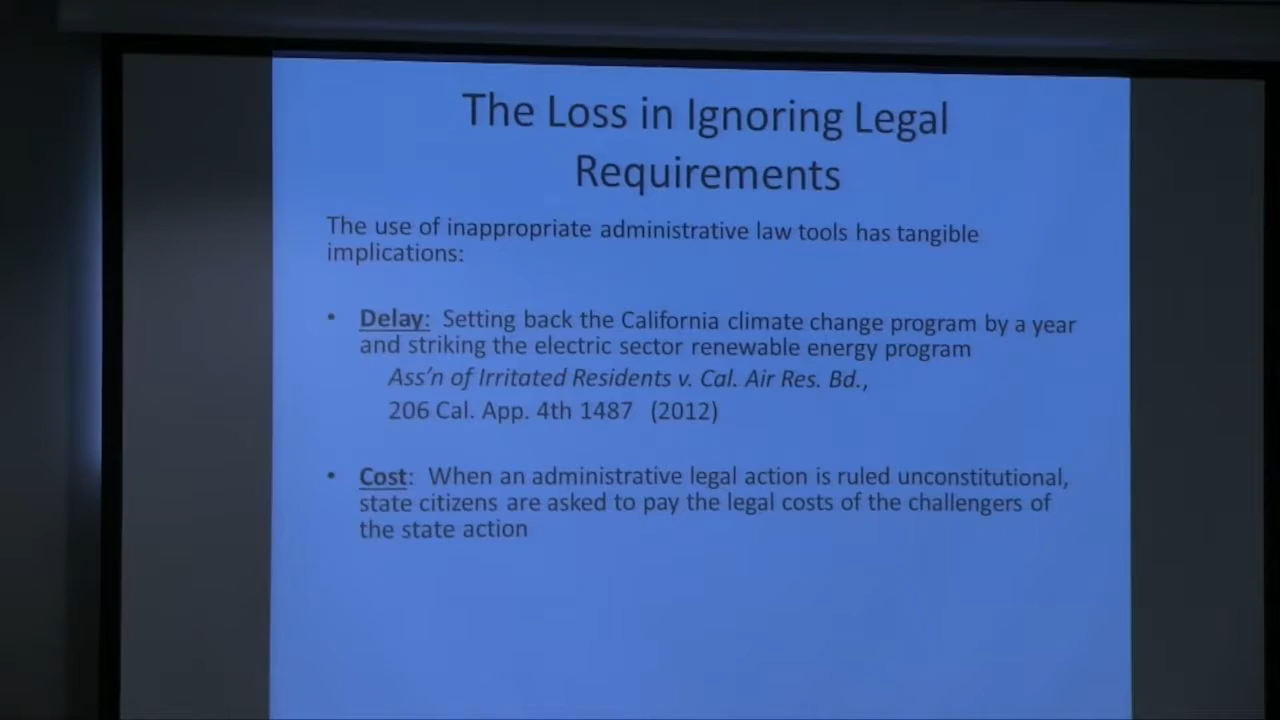 The Loss in Ignoring Legal
Requirements
The use of inappropriate administrative law tools has tangible
implications:
• Delay: Setting back the California climate change program by a year
and striking the electric sector renewable energy program
Ass'n of Irritated Residents v. Cal. Air Res. Bd.,
206 Cal. App. 4th 1487 (2012)
• Cost: When an administrative legal action is ruled unconstitutional,
state citizens are asked to pay the legal costs of the challengers of
the state action